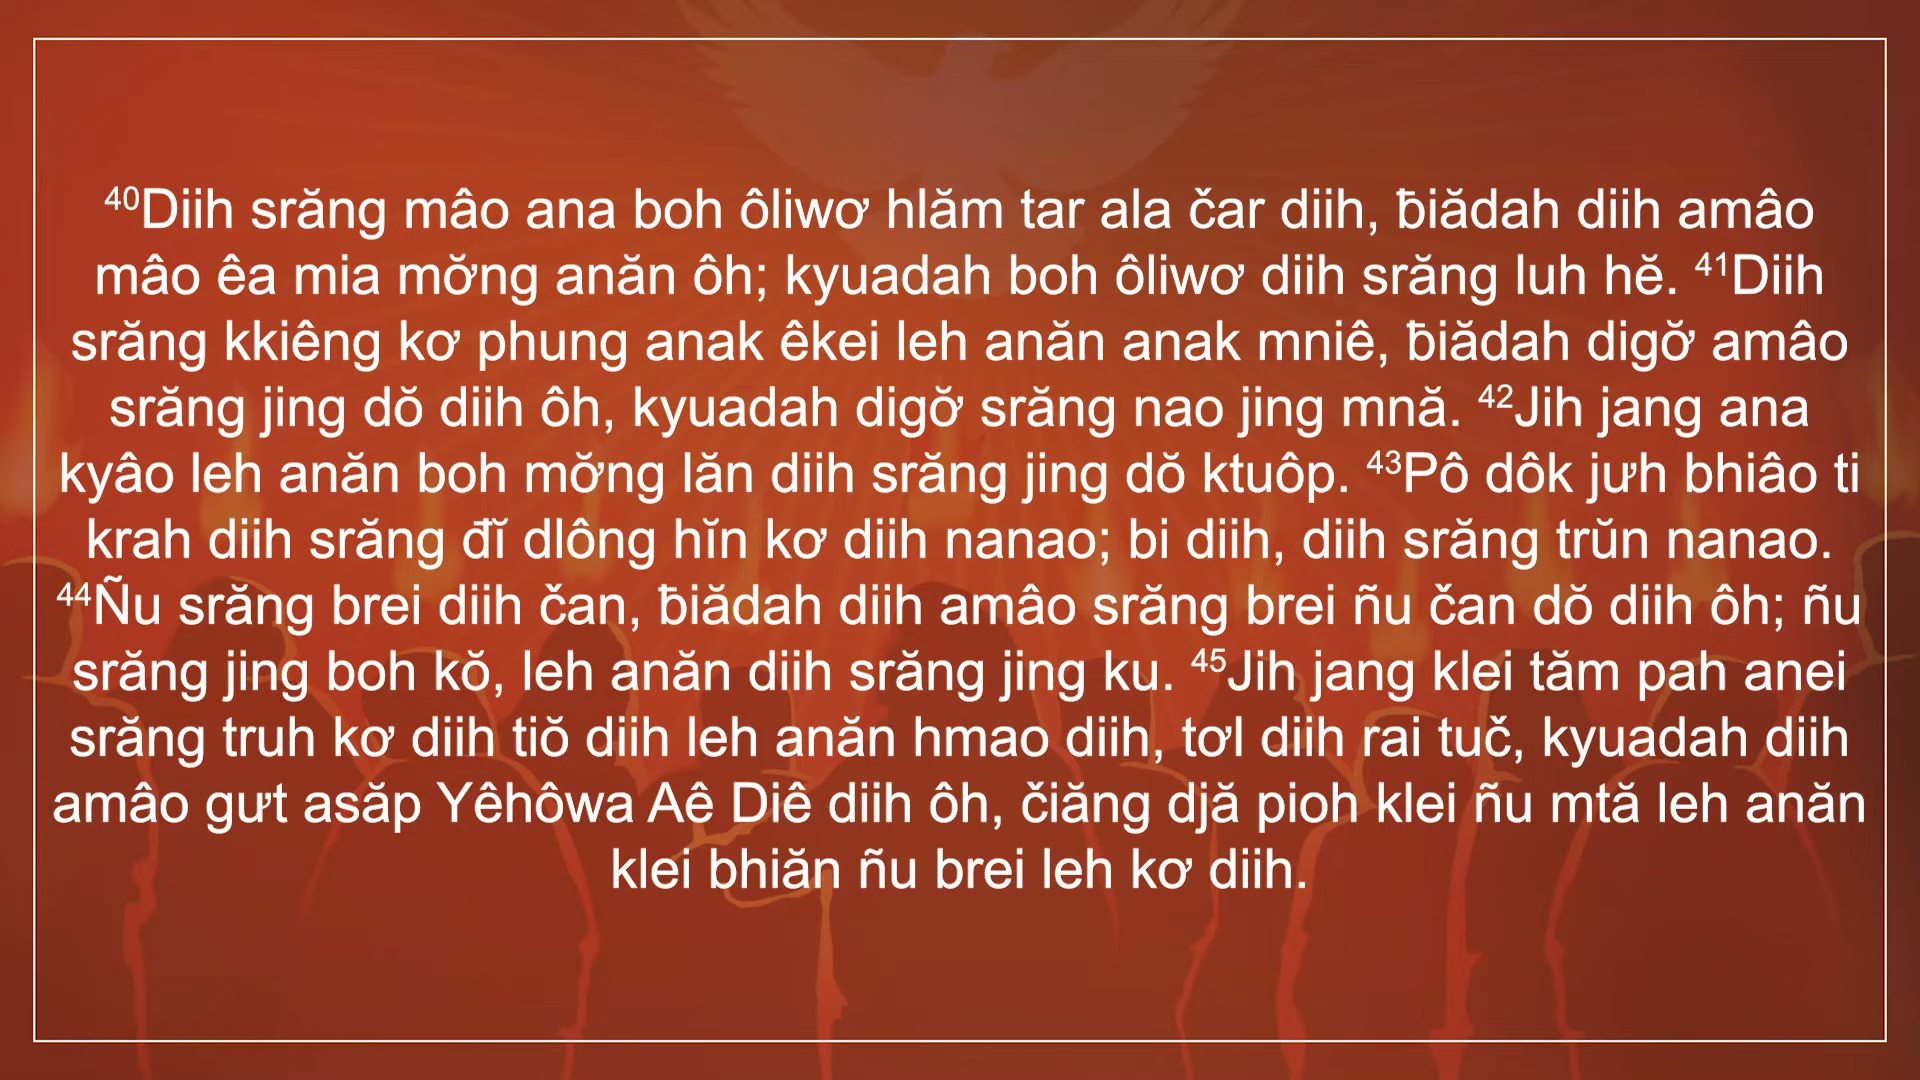 ⁴⁰Diih srăng mâo ana boh ôliwơ hlăm tar ala čar diih, ƀiădah diih amâo
mâo êa mia mơ̆ng anăn ôh; kyuadah boh ôliwơ diih srăng luh hĕ. ⁴¹Diih
srăng kkiêng kơ phung anak êkei leh anăn anak mniê, ƀiădah digơ̆ amâo
srăng jing dŏ diih ôh, kyuadah digơ̆ srăng nao jing mnă. ⁴²Jih jang ana
kyâo leh anăn boh mơ̆ng lăn diih srăng jing dŏ ktuôp. ⁴³Pô dôk jưh bhiâo ti
krah diih srăng đĭ dlông hĭn kơ diih nanao; bi diih, diih srăng trŭn nanao.
⁴⁴Ñu srăng brei diih čan, ƀiădah diih amâo srăng brei ñu čan dŏ diih ôh; ñu
srăng jing boh kŏ, leh anăn diih srăng jing ku. ⁴⁵Jih jang klei tăm pah anei
srăng truh kơ diih tiŏ diih leh anăn hmao diih, tơl diih rai tuč, kyuadah diih
amâo gưt asăp Yêhôwa Aê Diê diih ôh, čiăng djă pioh klei ñu mtă leh anăn
klei bhiăn ñu brei leh kơ diih.